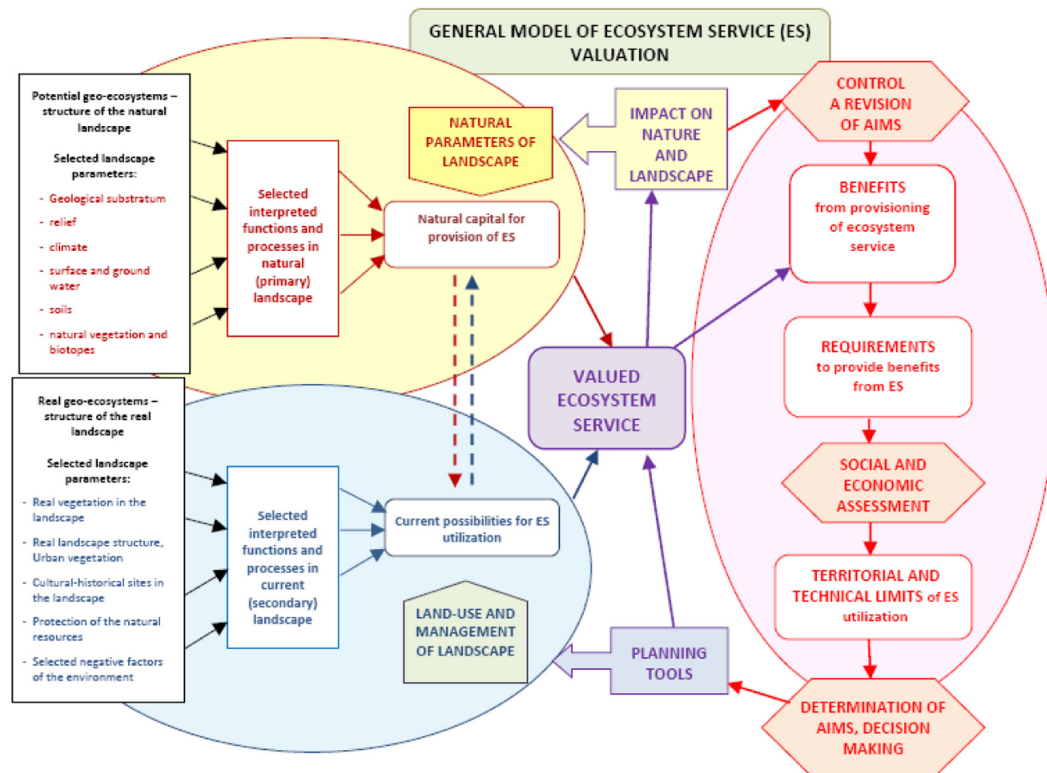 GENERAL MODEL OF ECOSYSTEM SERVICE (ES)
VALUATION
Potential geo-ecosystems –
structure of the natural
landscape
Selected landscape
parameters:
- Geological substratum
- relief
- climate
- surface and ground
water
- soils
- natural vegetation and
biotopes
Selected
interpreted
functions and
processes in
natural
(primary)
landscape
NATURAL
PARAMETERS OF
LANDSCAPE
Natural capital for
provision of ES
IMPACT ON
NATURE
AND
LANDSCAPE
CONTROL
A REVISION
OF AIMS
BENEFITS
from provisioning
of ecosystem
service
REQUIREMENTS
to provide benefits
from ES
SOCIAL AND
ECONOMIC
ASSESSMENT
TERRITORIAL AND
TECHNICAL LIMITS of ES
utilization
DETERMINATION OF
AIMS, DECISION
MAKING
VALUED
ECOSYSTEM
SERVICE
Real geo-ecosystems –
structure of the real
landscape
Selected landscape
parameters:
- Real vegetation in the
landscape
- Real landscape structure,
Urban vegetation
- Cultural-historical sites in
the landscape
- Protection of the natural
resources
- Selected negative factors
of the environment
Selected
interpreted
functions and
processes in
current
(secondary)
landscape
Current possibilities for ES
utilization
LAND-USE AND
MANAGEMENT
OF LANDSCAPE
PLANNING
TOOLS